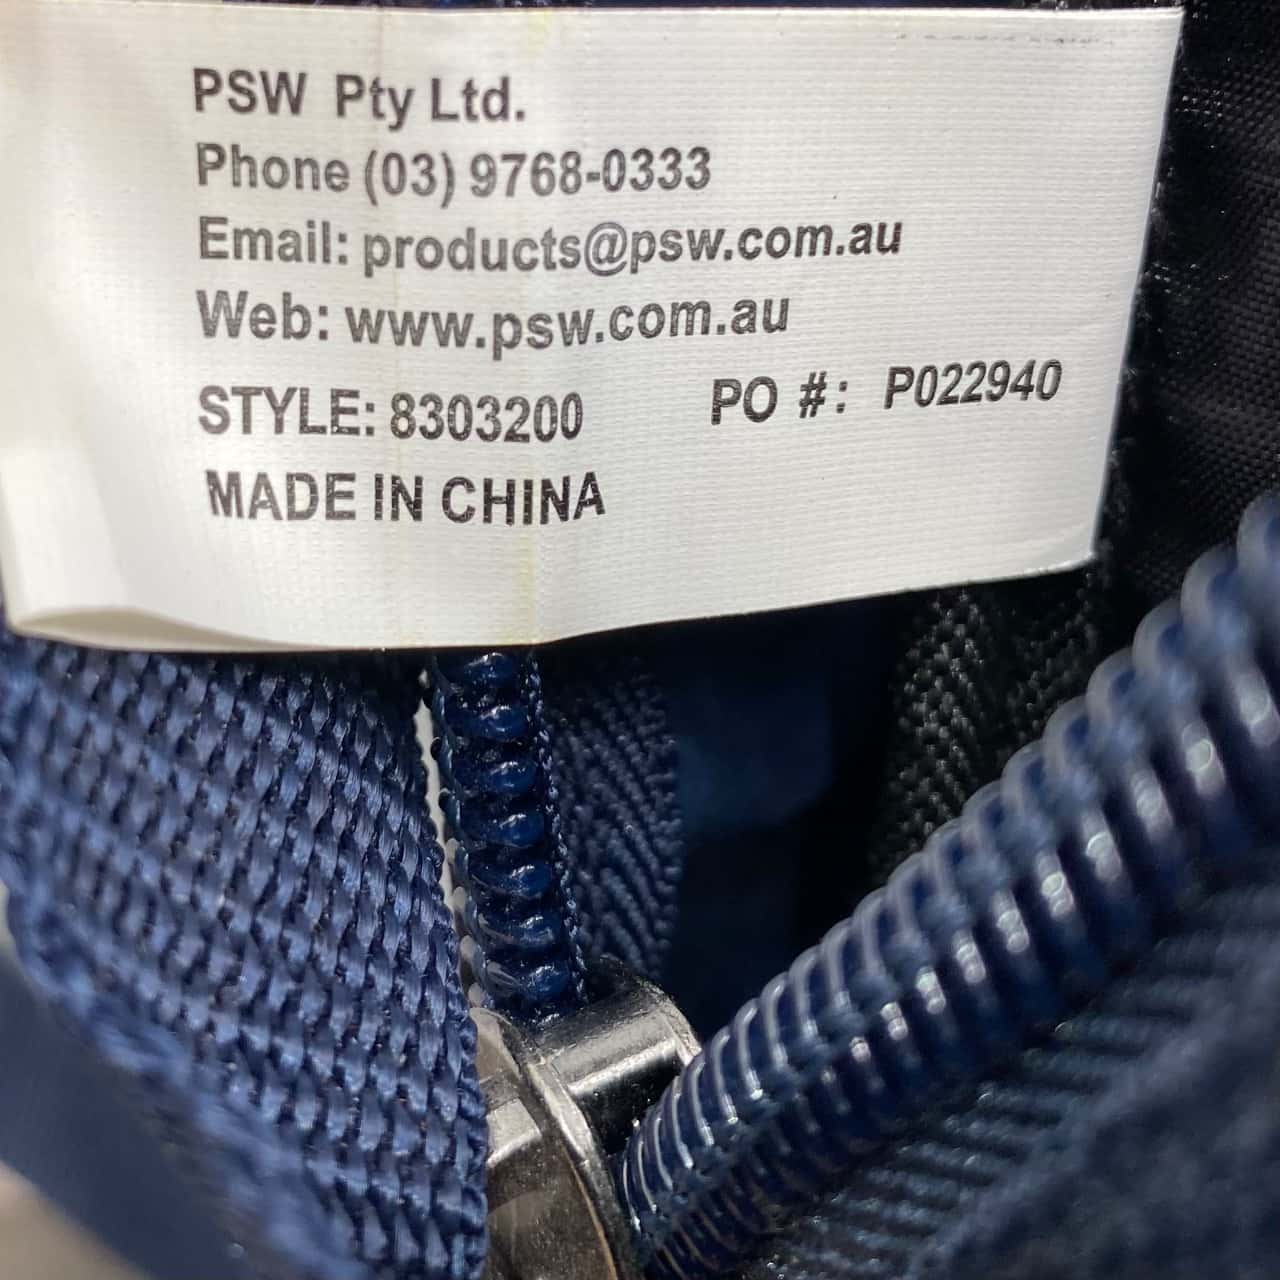 PSW Pty Ltd.
Phone (03) 9768-0333
Email: products@psw.com.au
Web: www.psw.com.au
STYLE: 8303200 PO #: P022940
MADE IN CHINA